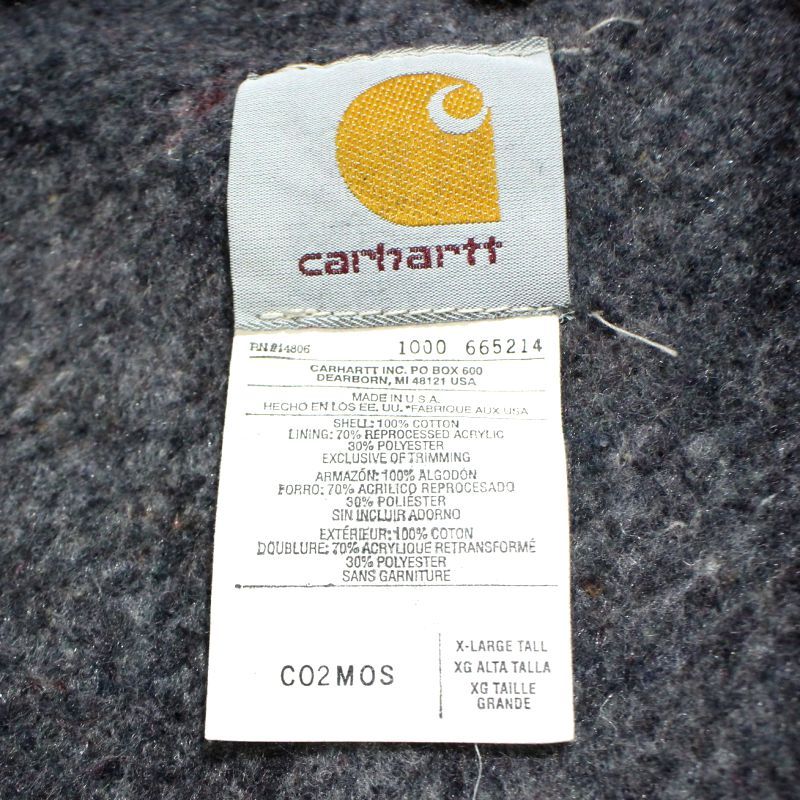 carhartt
RN 14806
1000 665214
CARHARTT INC. PO BOX 600
DEARBORN, MI 48121 USA
MADE IN U.S.A.
HECHO EN LOS EE. UU. *FABRIQUE AUX USA
SHELL: 100% COTTON
LINING: 70% REPROCESSED ACRYLIC
30% POLYESTER
EXCLUSIVE OF TRIMMING
ARMAZÓN: 100% ALGODÓN
FORRO: 70% ACRILICO REPROCESADO
30% POLIÉSTER
SIN INCLUIR ADORNO
EXTÉRIEUR: 100% COTON
DOUBLURE: 70% ACRYLIQUE RETRANSFORMÉ
30% POLYESTER
SANS GARNITURE
C02MOS
X-LARGE TALL
XG ALTA TALLA
XG TAILLE
GRANDE